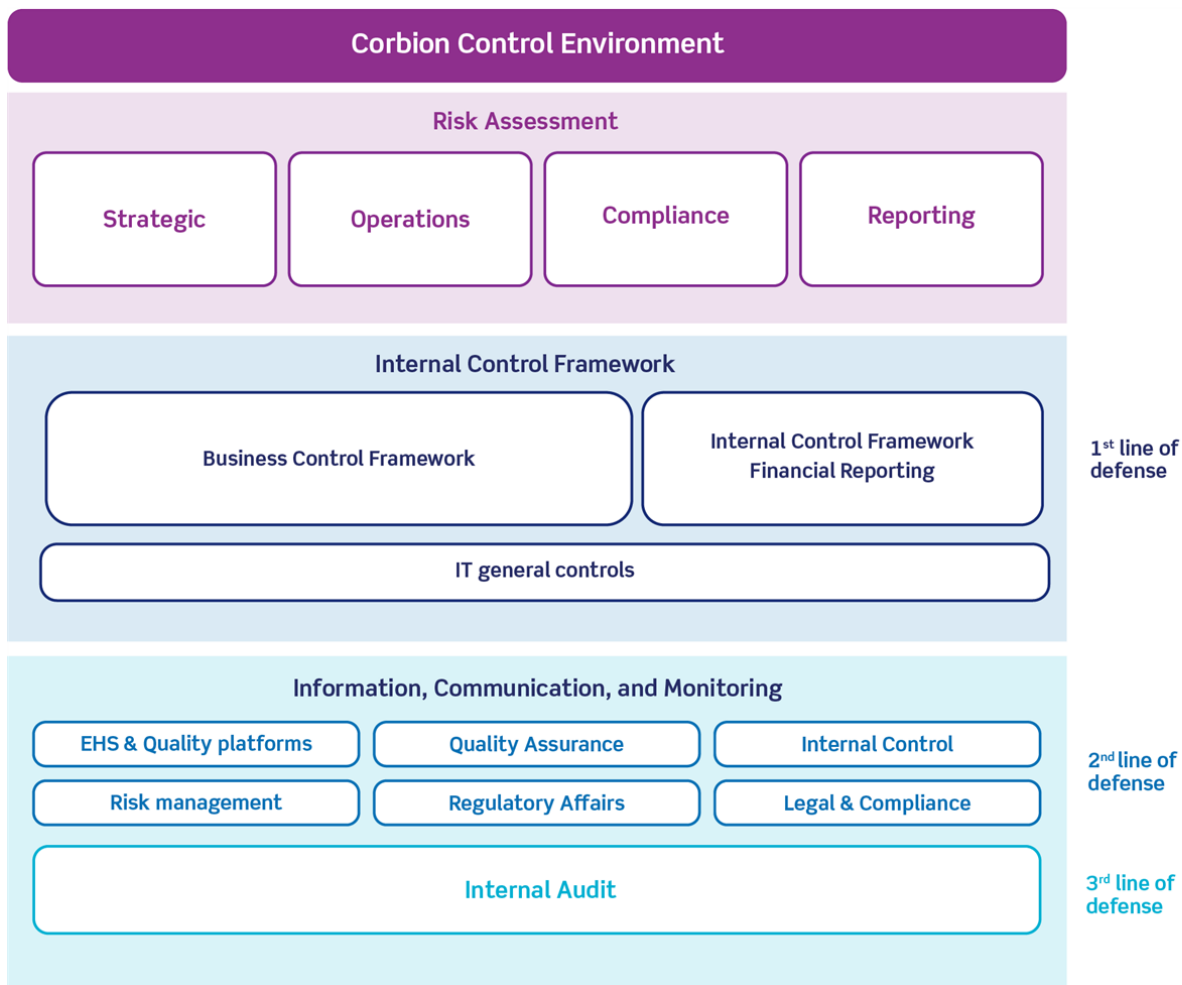 Corbion Control Environment
Risk Assessment
Strategic
Operations
Compliance
Reporting
Internal Control Framework
Business Control Framework
Internal Control Framework
Financial Reporting
1st line of
defense
IT general controls
Information, Communication, and Monitoring
EHS & Quality platforms
Quality Assurance
Internal Control
Risk management
Regulatory Affairs
Legal & Compliance
2nd line of
defense
Internal Audit
3rd line of
defense